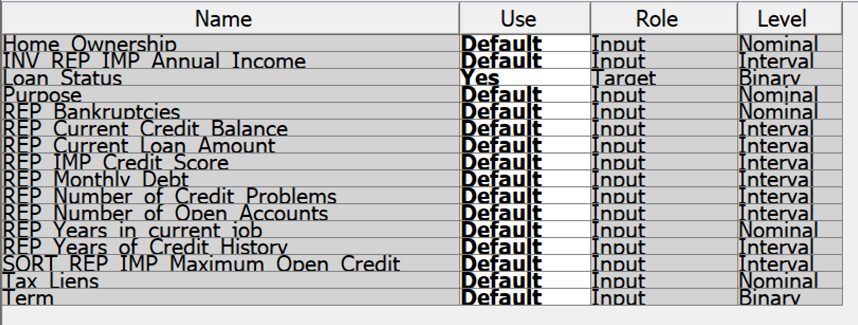 Name Use Role Level
Home Ownership Default Input Nominal
INV REP IMP Annual Income Default Input Interval
Loan Status Yes Target Binary
Purpose Default Input Nominal
REP Bankruptcies Default Input Nominal
REP Current Credit Balance Default Input Interval
REP Current Loan Amount Default Input Interval
REP IMP Credit Score Default Input Interval
REP Monthly Debt Default Input Interval
REP Number of Credit Problems Default Input Interval
REP Number of Open Accounts Default Input Interval
REP Years in current job Default Input Nominal
REP Years of Credit History Default Input Interval
SORT REP IMP Maximum Open Credit Default Input Interval
Tax Liens Default Input Nominal
Term Default Input Binary